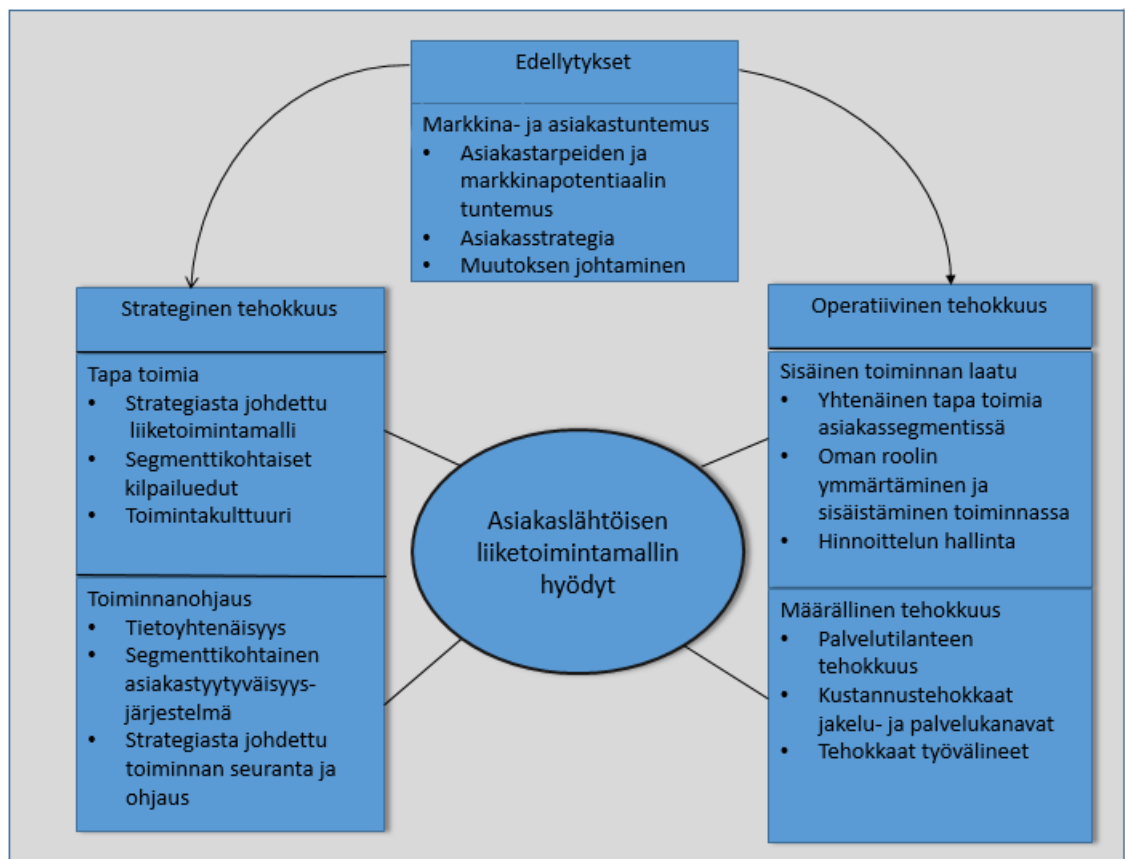 Edellytykset
Markkina- ja asiakastuntemus
• Asiakastarpeiden ja
markkinapotentiaalin
tuntemus
• Asiakasstrategia
• Muutoksen johtaminen
Strateginen tehokkuus
Tapa toimia
• Strategiasta johdettu
liiketoimintamalli
• Segmenttikohtaiset
kilpailuedut
• Toimintakulttuuri
Toiminnanohjaus
• Tietoyhtenäisyys
• Segmenttikohtainen
asiakastyytyväisyys-
järjestelmä
• Strategiasta johdettu
toiminnan seuranta ja
ohjaus
Asiakaslähtöisen
liiketoimintamallin
hyödyt
Operatiivinen tehokkuus
Sisäinen toiminnan laatu
• Yhtenäinen tapa toimia
asiakassegmentissä
• Oman roolin
ymmärtäminen ja
sisäistäminen toiminnassa
• Hinnoittelun hallinta
Määrällinen tehokkuus
• Palvelutilanteen
tehokkuus
• Kustannustehokkaat
jakelu- ja palvelukanavat
• Tehokkaat työvälineet